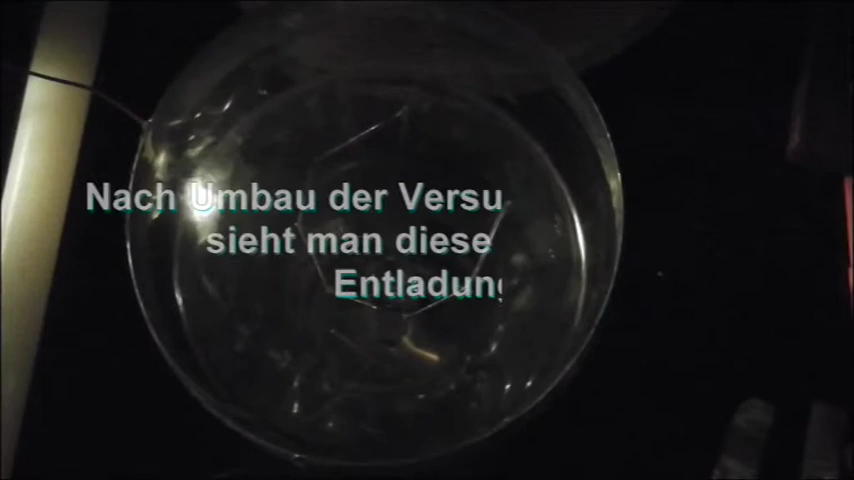 Nach Umbau der Versu
sieht man diese
Entladung